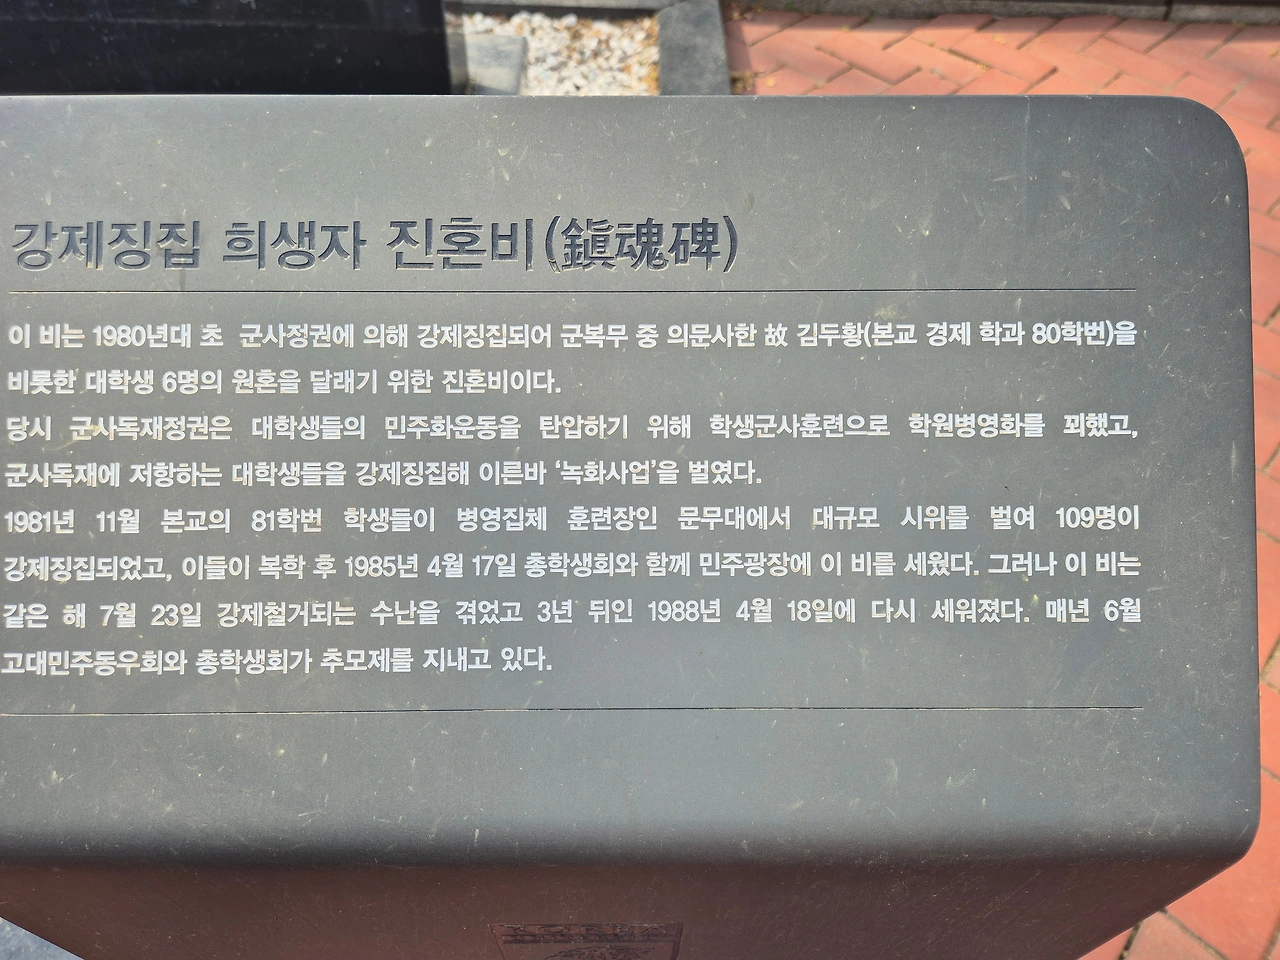 강제징집 희생자 진혼비(鎭魂碑)
이 비는 1980년대 초 군사정권에 의해 강제징집되어 군복무 중 의문사한 故 김두황(본교 경제 학과 80학번)을
비롯한 대학생 6명의 원혼을 달래기 위한 진혼비이다.
당시 군사독재정권은 대학생들의 민주화운동을 탄압하기 위해 학생군사훈련으로 학원병영화를 꾀했고,
군사독재에 저항하는 대학생들을 강제징집해 이른바 ‘녹화사업’을 벌였다.
1981년 11월 본교의 81학번 학생들이 병영집체 훈련장인 문무대에서 대규모 시위를 벌여 109명이
강제징집되었고, 이들이 복학 후 1985년 4월 17일 총학생회와 함께 민주광장에 이 비를 세웠다. 그러나 이 비는
같은 해 7월 23일 강제철거되는 수난을 겪었고 3년 뒤인 1988년 4월 18일에 다시 세워졌다. 매년 6월
고대민주동우회와 총학생회가 추모제를 지내고 있다.
KOREA